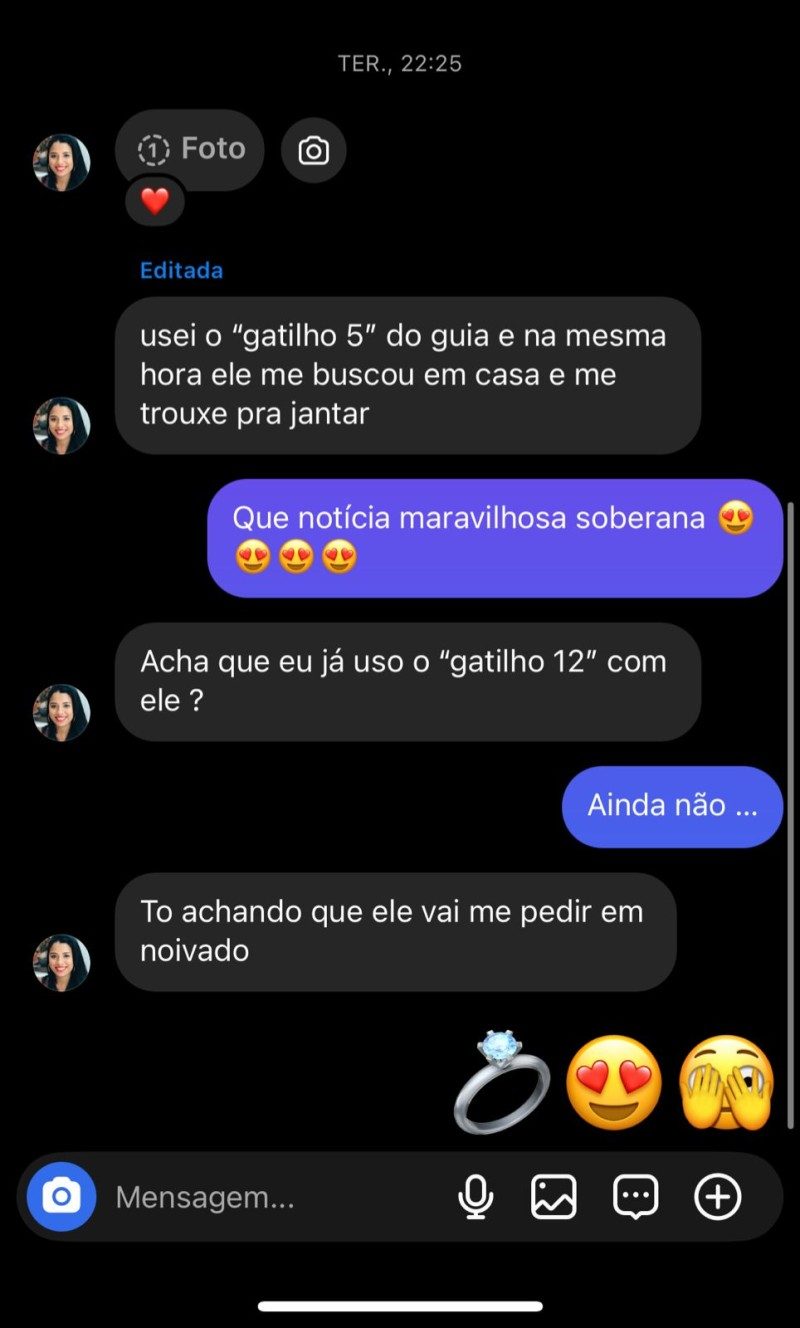 TER., 22:25
1 Foto
❤️
Editada
usei o “gatilho 5” do guia e na mesma
hora ele me buscou em casa e me
trouxe pra jantar
Que notícia maravilhosa soberana 😍
😍😍😍
Acha que eu já uso o “gatilho 12” com
ele ?
Ainda não ...
To achando que ele vai me pedir em
noivado
💍😍🫣
Mensagem...